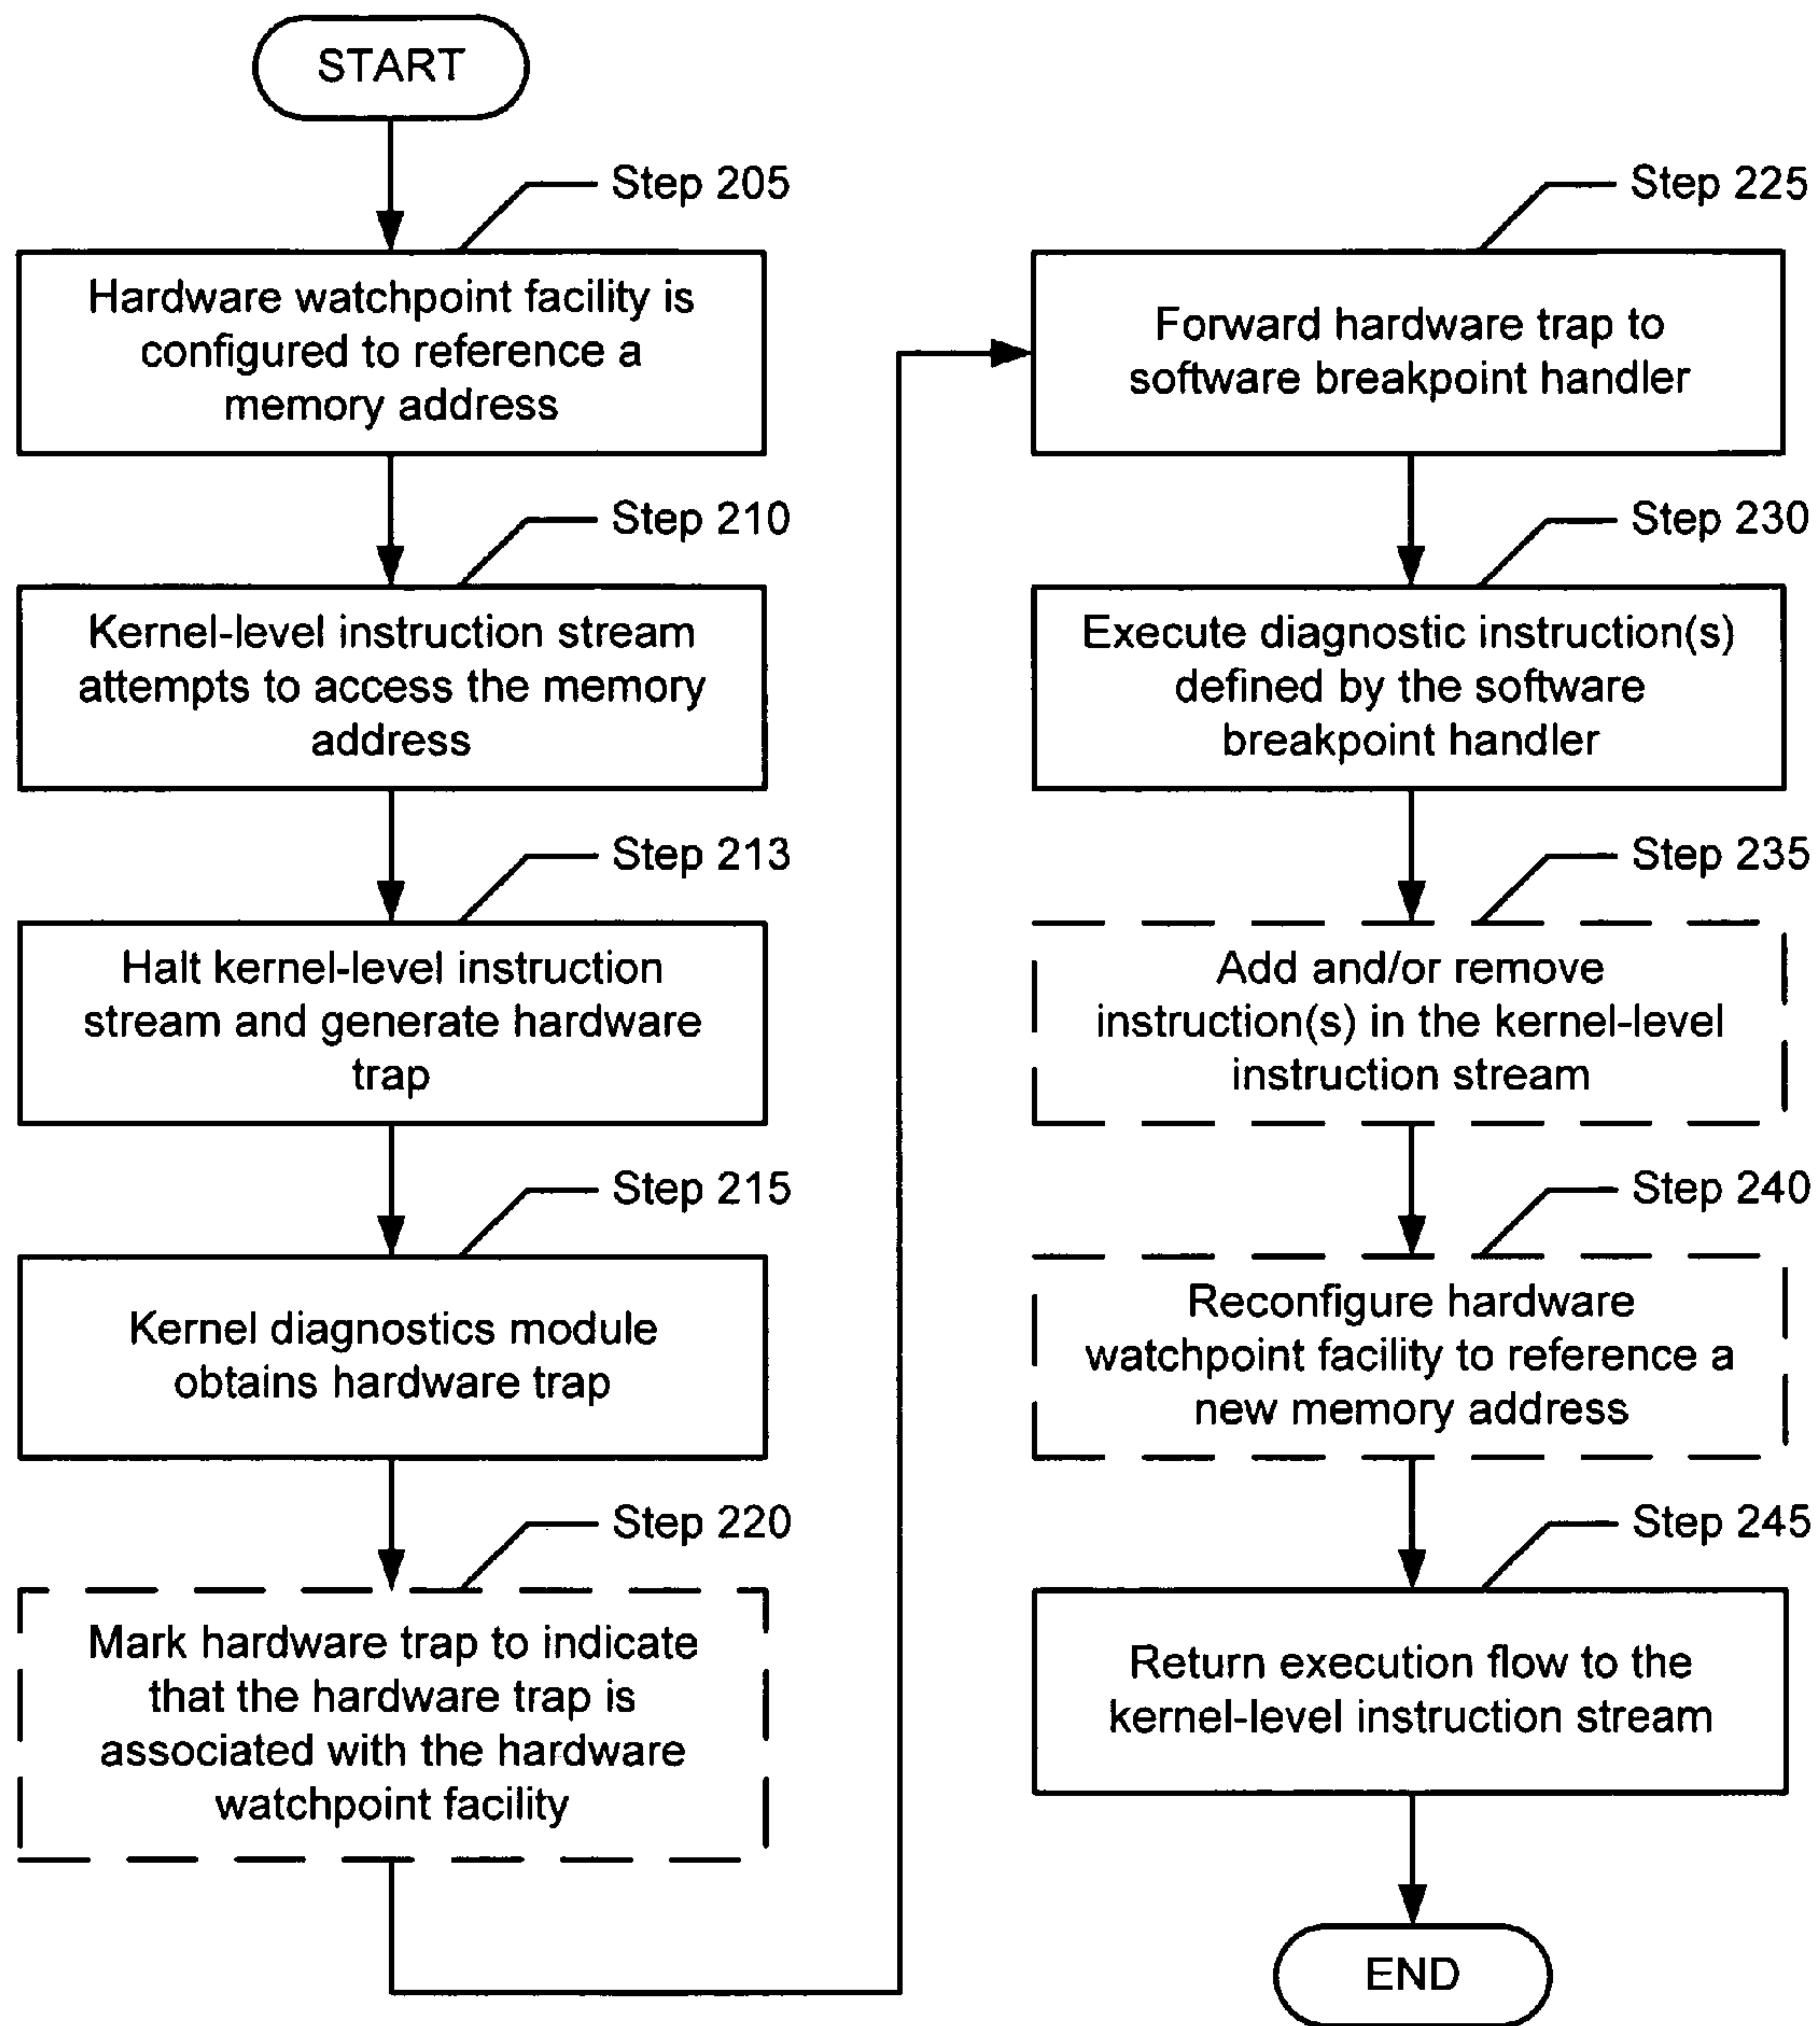 START
Step 205
Hardware watchpoint facility is
configured to reference a
memory address
Step 210
Kernel-level instruction stream
attempts to access the memory
address
Step 213
Halt kernel-level instruction
stream and generate hardware
trap
Step 215
Kernel diagnostics module
obtains hardware trap
Step 220
Mark hardware trap to indicate
that the hardware trap is
associated with the hardware
watchpoint facility
Step 225
Forward hardware trap to
software breakpoint handler
Step 230
Execute diagnostic instruction(s)
defined by the software
breakpoint handler
Step 235
Add and/or remove
instruction(s) in the kernel-level
instruction stream
Step 240
Reconfigure hardware
watchpoint facility to reference a
new memory address
Step 245
Return execution flow to the
kernel-level instruction stream
END